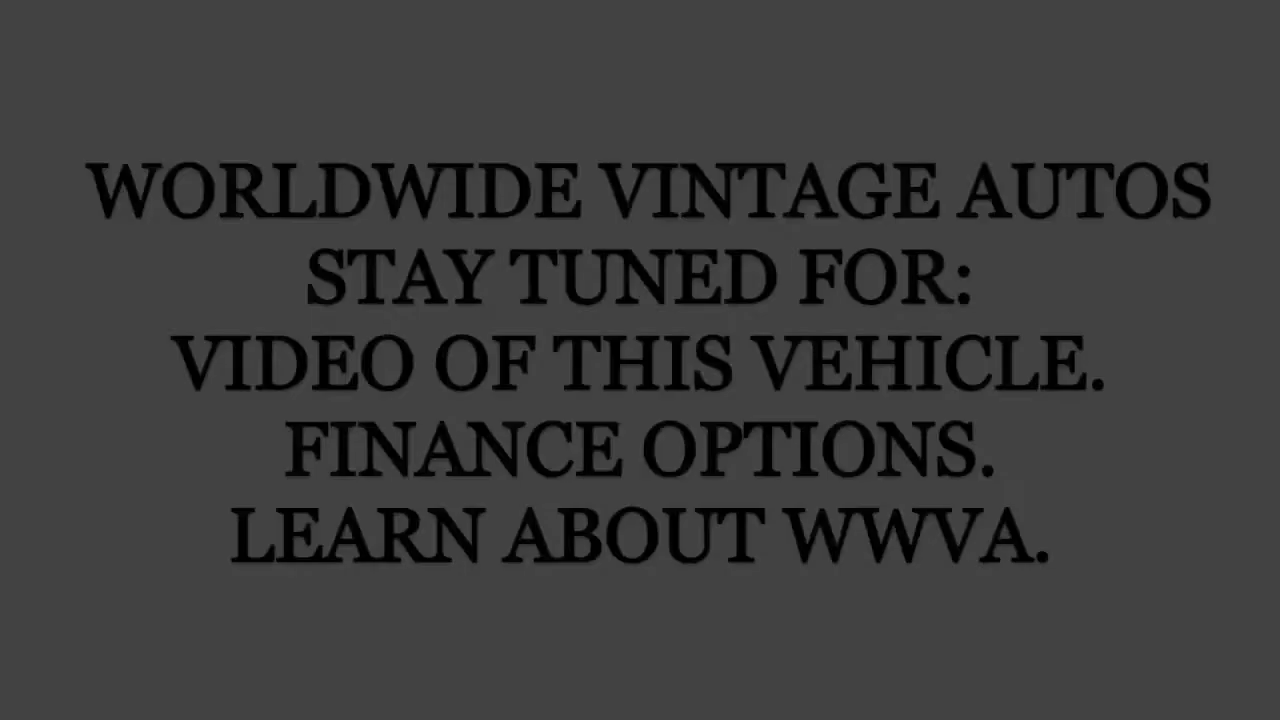 WORLDWIDE VINTAGE AUTOS
STAY TUNED FOR:
VIDEO OF THIS VEHICLE.
FINANCE OPTIONS.
LEARN ABOUT WWVA.